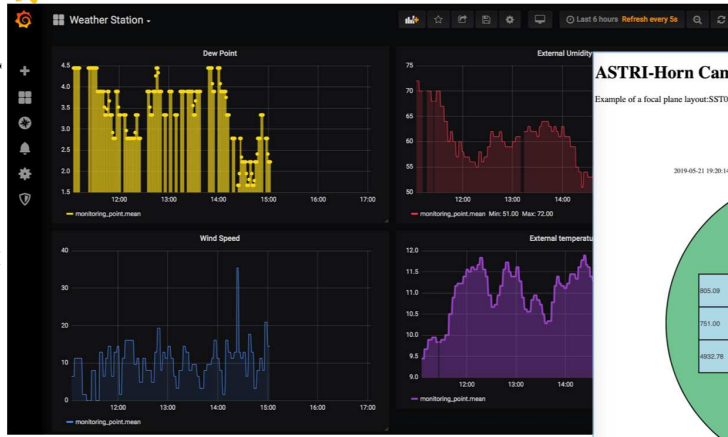 Weather Station
Last 6 hours Refresh every 5s
Dew Point
4.5
4.0
3.5
3.0
2.5
2.0
1.5
12:00 13:00 14:00 15:00 16:00 17:00
monitoring_point.mean
External Umidity
75
70
65
60
55
50
12:00 13:00 14:00
monitoring_point.mean Min: 51.00 Max: 72.00
Wind Speed
40
30
20
10
0
12:00 13:00 14:00 15:00 16:00 17:00
monitoring_point.mean
External temperatu
12.0
11.5
11.0
10.5
10.0
9.5
9.0
12:00 13:00 14:00
monitoring_point.mean
ASTRI-Horn Can
Example of a focal plane layout:SST0
2019-05-21 19:20:14
805.09
751.00
4932.78